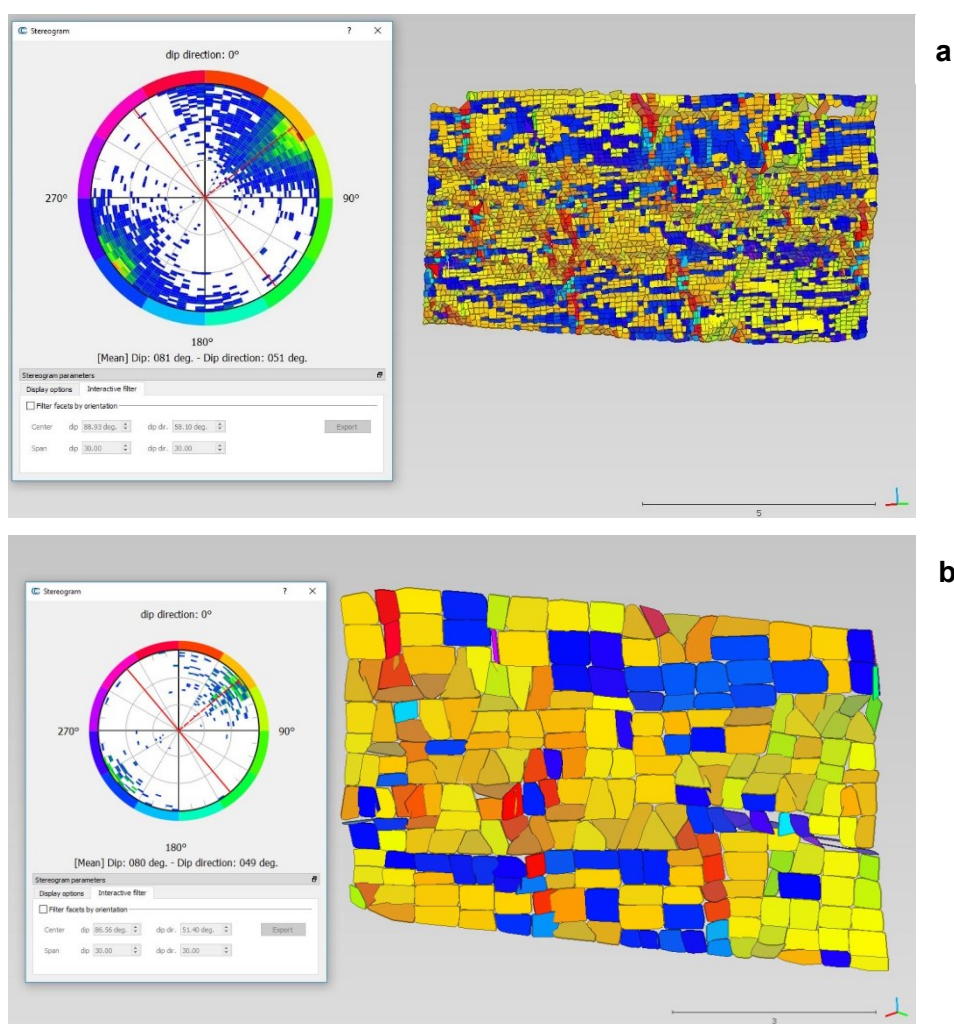 a
Stereogram ? ×
dip direction: 0°
270° 90°
180°
[Mean] Dip: 081 deg. - Dip direction: 051 deg.
Stereogram parameters
Display options Interactive filter
Filter facets by orientation
Center dip 88.93 deg. dip dir. 58.10 deg. Export
Span dip 30.00 dip dir. 30.00
5
b
Stereogram ? ×
dip direction: 0°
270° 90°
180°
[Mean] Dip: 080 deg. - Dip direction: 049 deg.
Stereogram parameters
Display options Interactive filter
Filter facets by orientation
Center dip 86.56 deg. dip dir. 51.40 deg. Export
Span dip 30.00 dip dir. 30.00
3